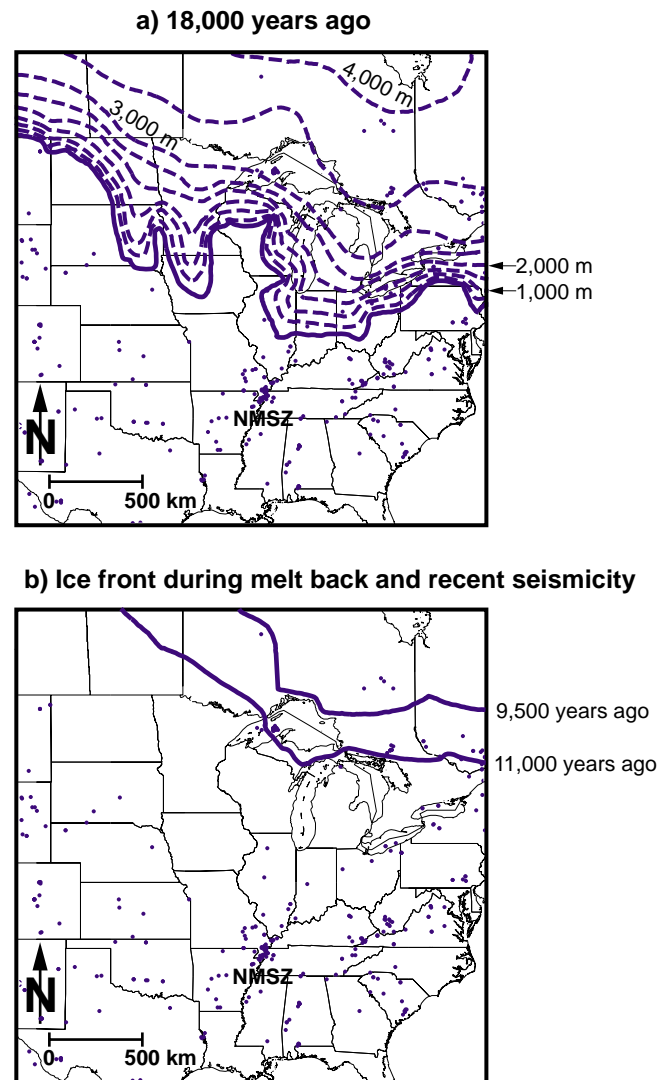 a) 18,000 years ago
4,000 m
3,000 m
2,000 m
1,000 m
NMSZ
N
0 500 km
b) Ice front during melt back and recent seismicity
9,500 years ago
11,000 years ago
NMSZ
N
0 500 km